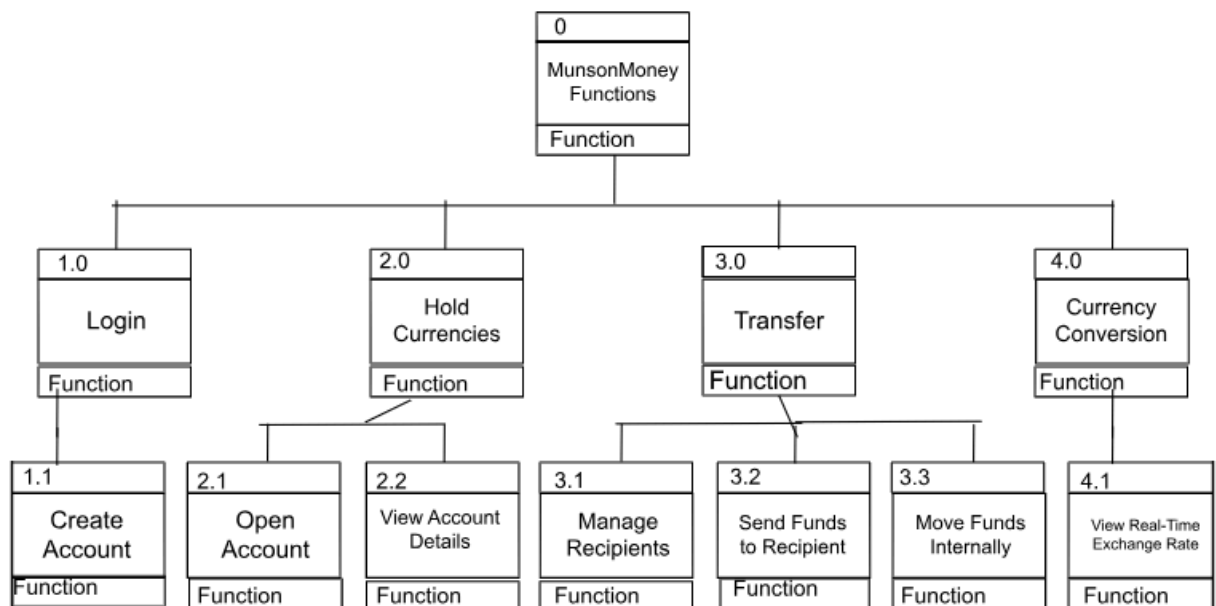 0
MunsonMoney
Functions
Function
1.0
Login
Function
2.0
Hold
Currencies
Function
3.0
Transfer
Function
4.0
Currency
Conversion
Function
1.1
Create
Account
Function
2.1
Open
Account
Function
2.2
View Account
Details
Function
3.1
Manage
Recipients
Function
3.2
Send Funds
to Recipient
Function
3.3
Move Funds
Internally
Function
4.1
View Real-Time
Exchange Rate
Function